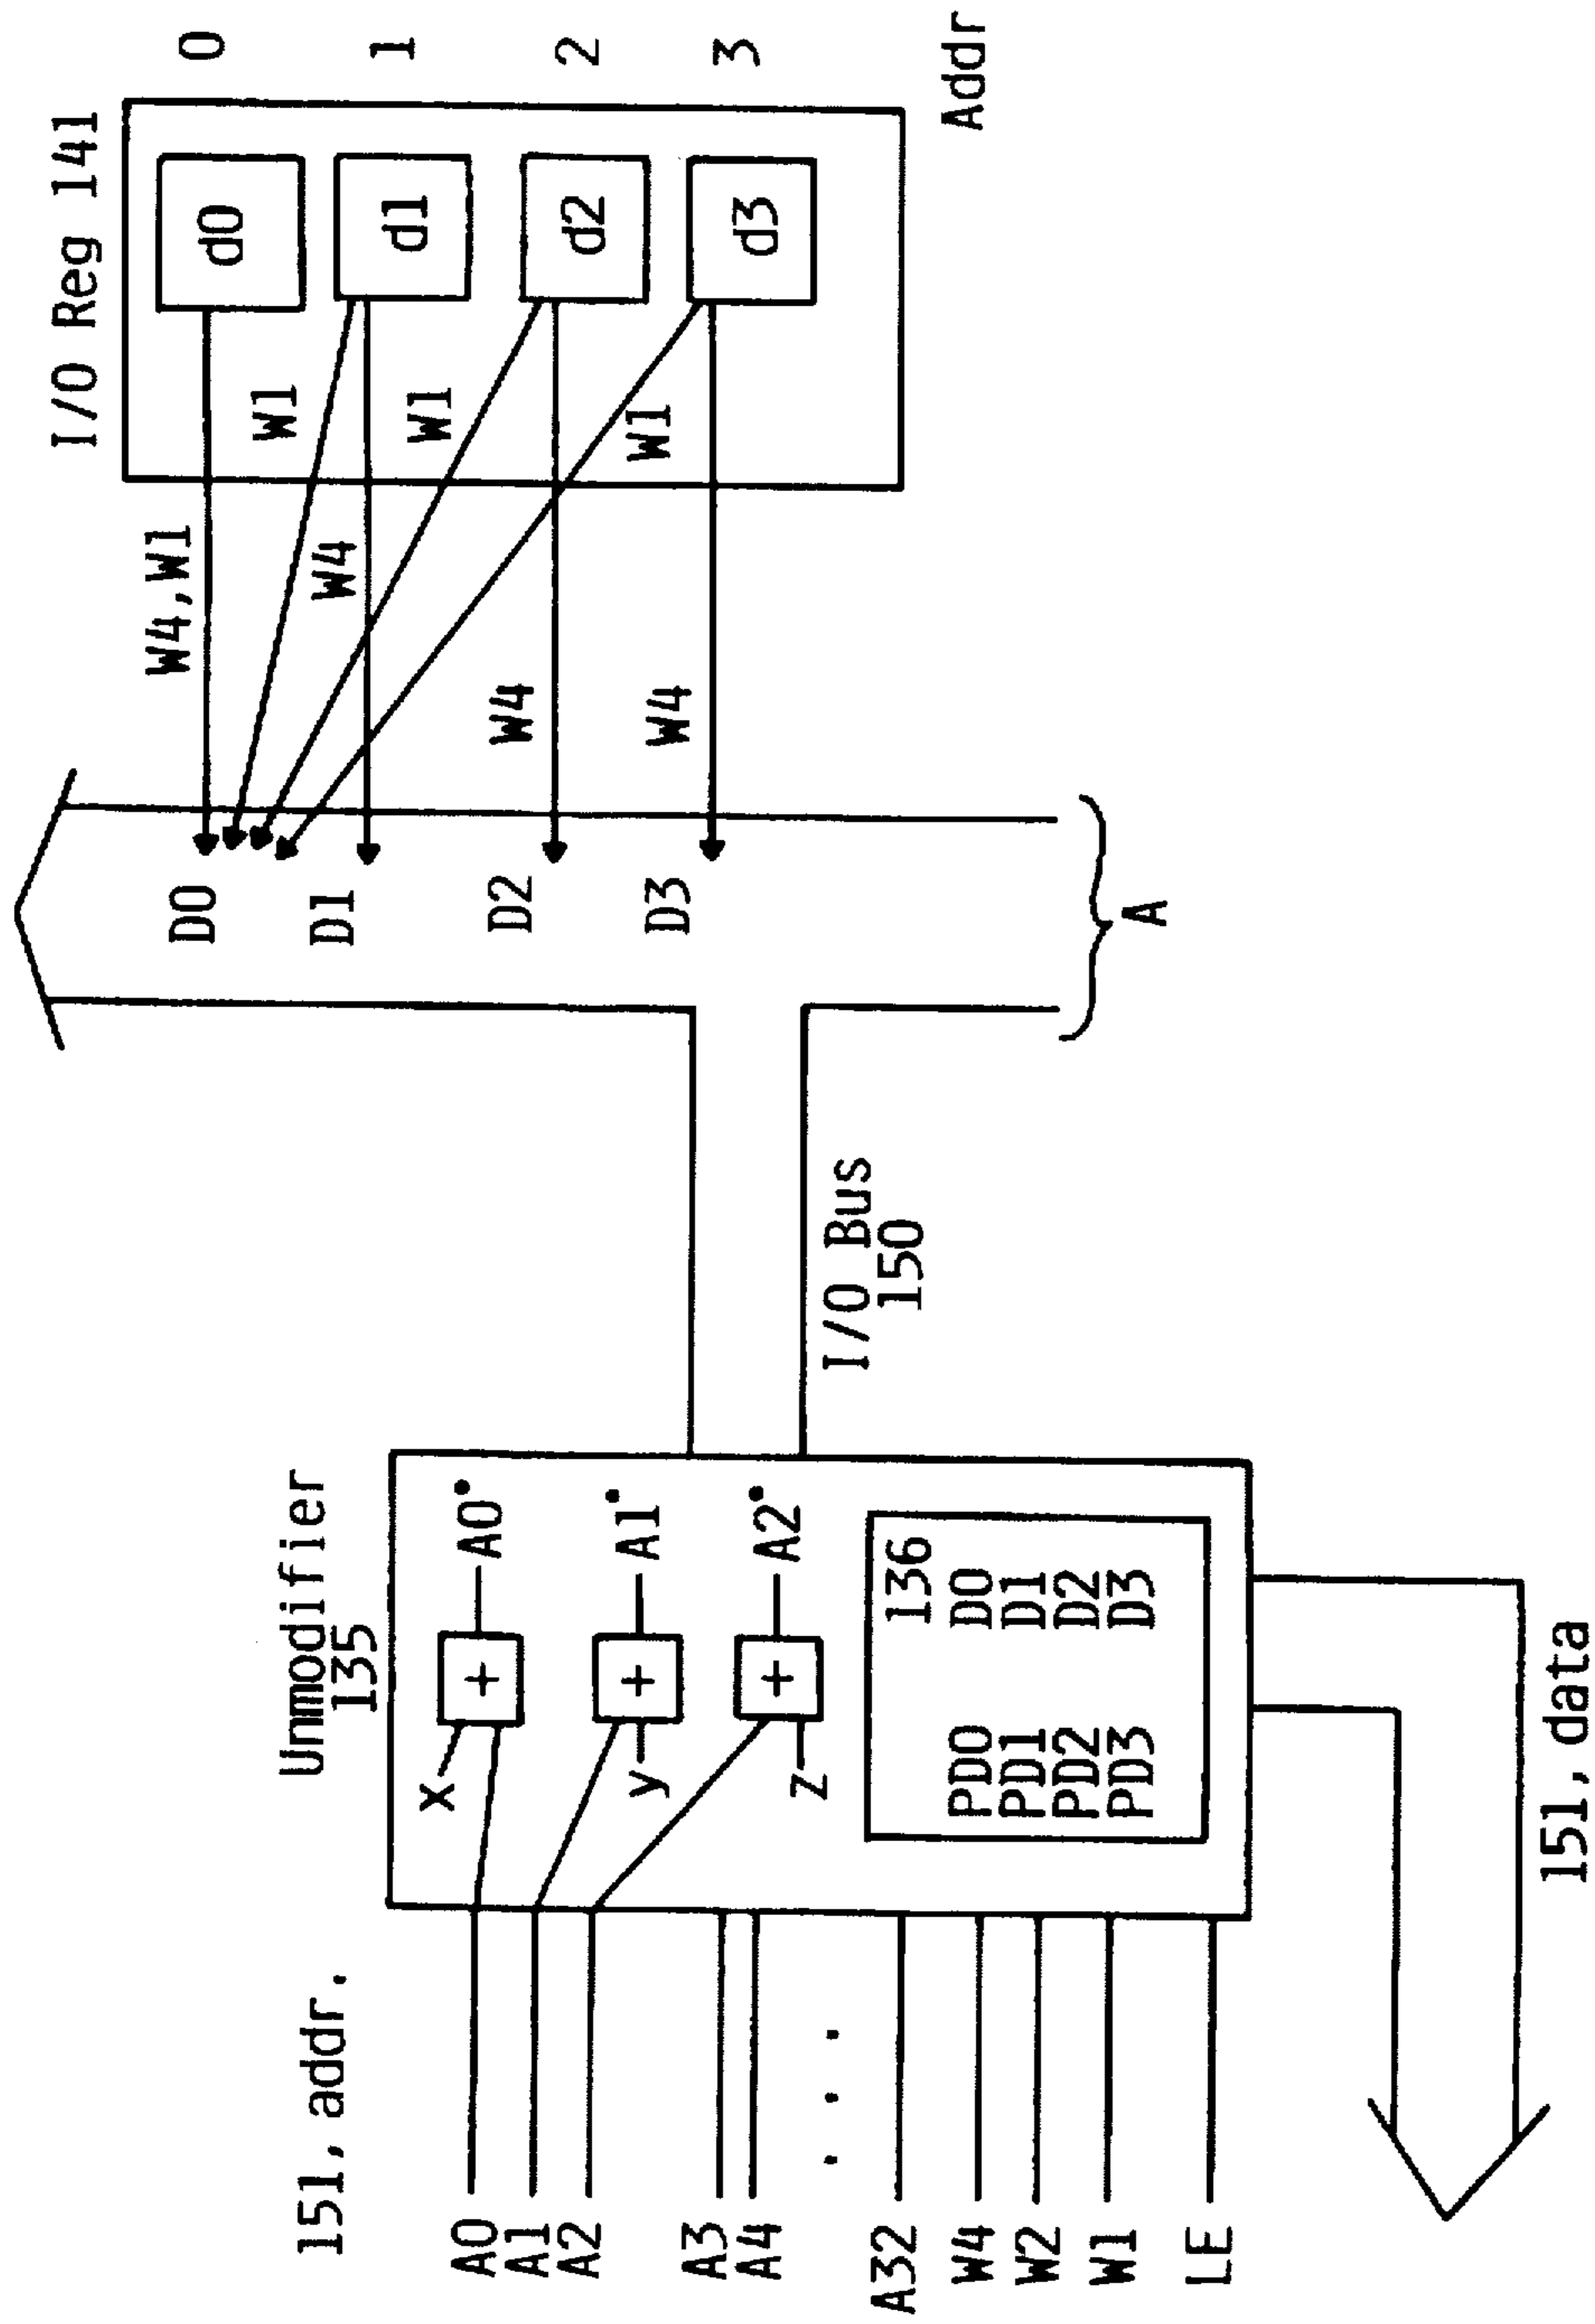 151, addr.
A0
A1
A2
A3
A4
. . .
A32
W4
W2
W1
LE
Unmodifier
135
x
+
A0•
y
+
A1•
z
+
A2•
136
PD0 D0
PD1 D1
PD2 D2
PD3 D3
151, data
I/O Bus
150
A
D0
D1
D2
D3
W4,W1
W1
W4
W1
W4
W1
W4
I/O Reg 141
d0
d1
d2
d3
0
1
2
3
Addr